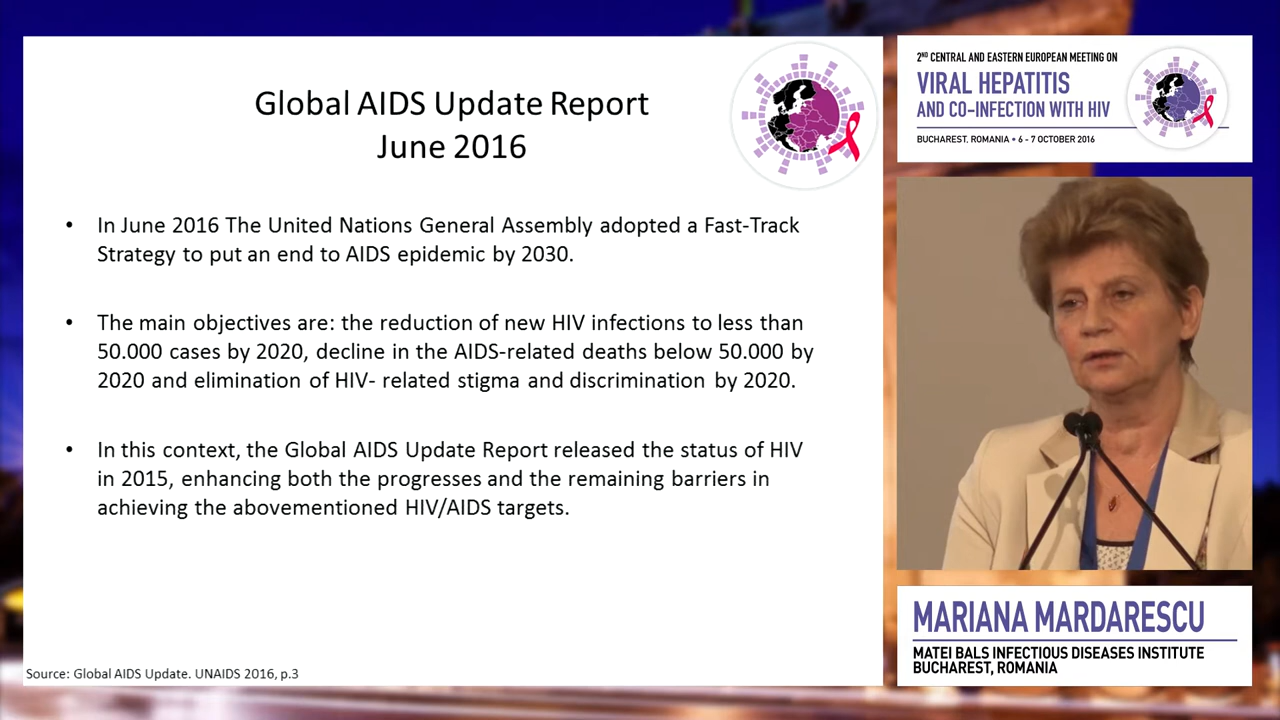 Global AIDS Update Report
June 2016
• In June 2016 The United Nations General Assembly adopted a Fast-Track
Strategy to put an end to AIDS epidemic by 2030.
• The main objectives are: the reduction of new HIV infections to less than
50.000 cases by 2020, decline in the AIDS-related deaths below 50.000 by
2020 and elimination of HIV- related stigma and discrimination by 2020.
• In this context, the Global AIDS Update Report released the status of HIV
in 2015, enhancing both the progresses and the remaining barriers in
achieving the abovementioned HIV/AIDS targets.
Source: Global AIDS Update. UNAIDS 2016, p.3
2ND CENTRAL AND EASTERN EUROPEAN MEETING ON
VIRAL HEPATITIS
AND CO-INFECTION WITH HIV
BUCHAREST, ROMANIA • 6 - 7 OCTOBER 2016
MARIANA MARDARESCU
MATEI BALS INFECTIOUS DISEASES INSTITUTE
BUCHAREST, ROMANIA